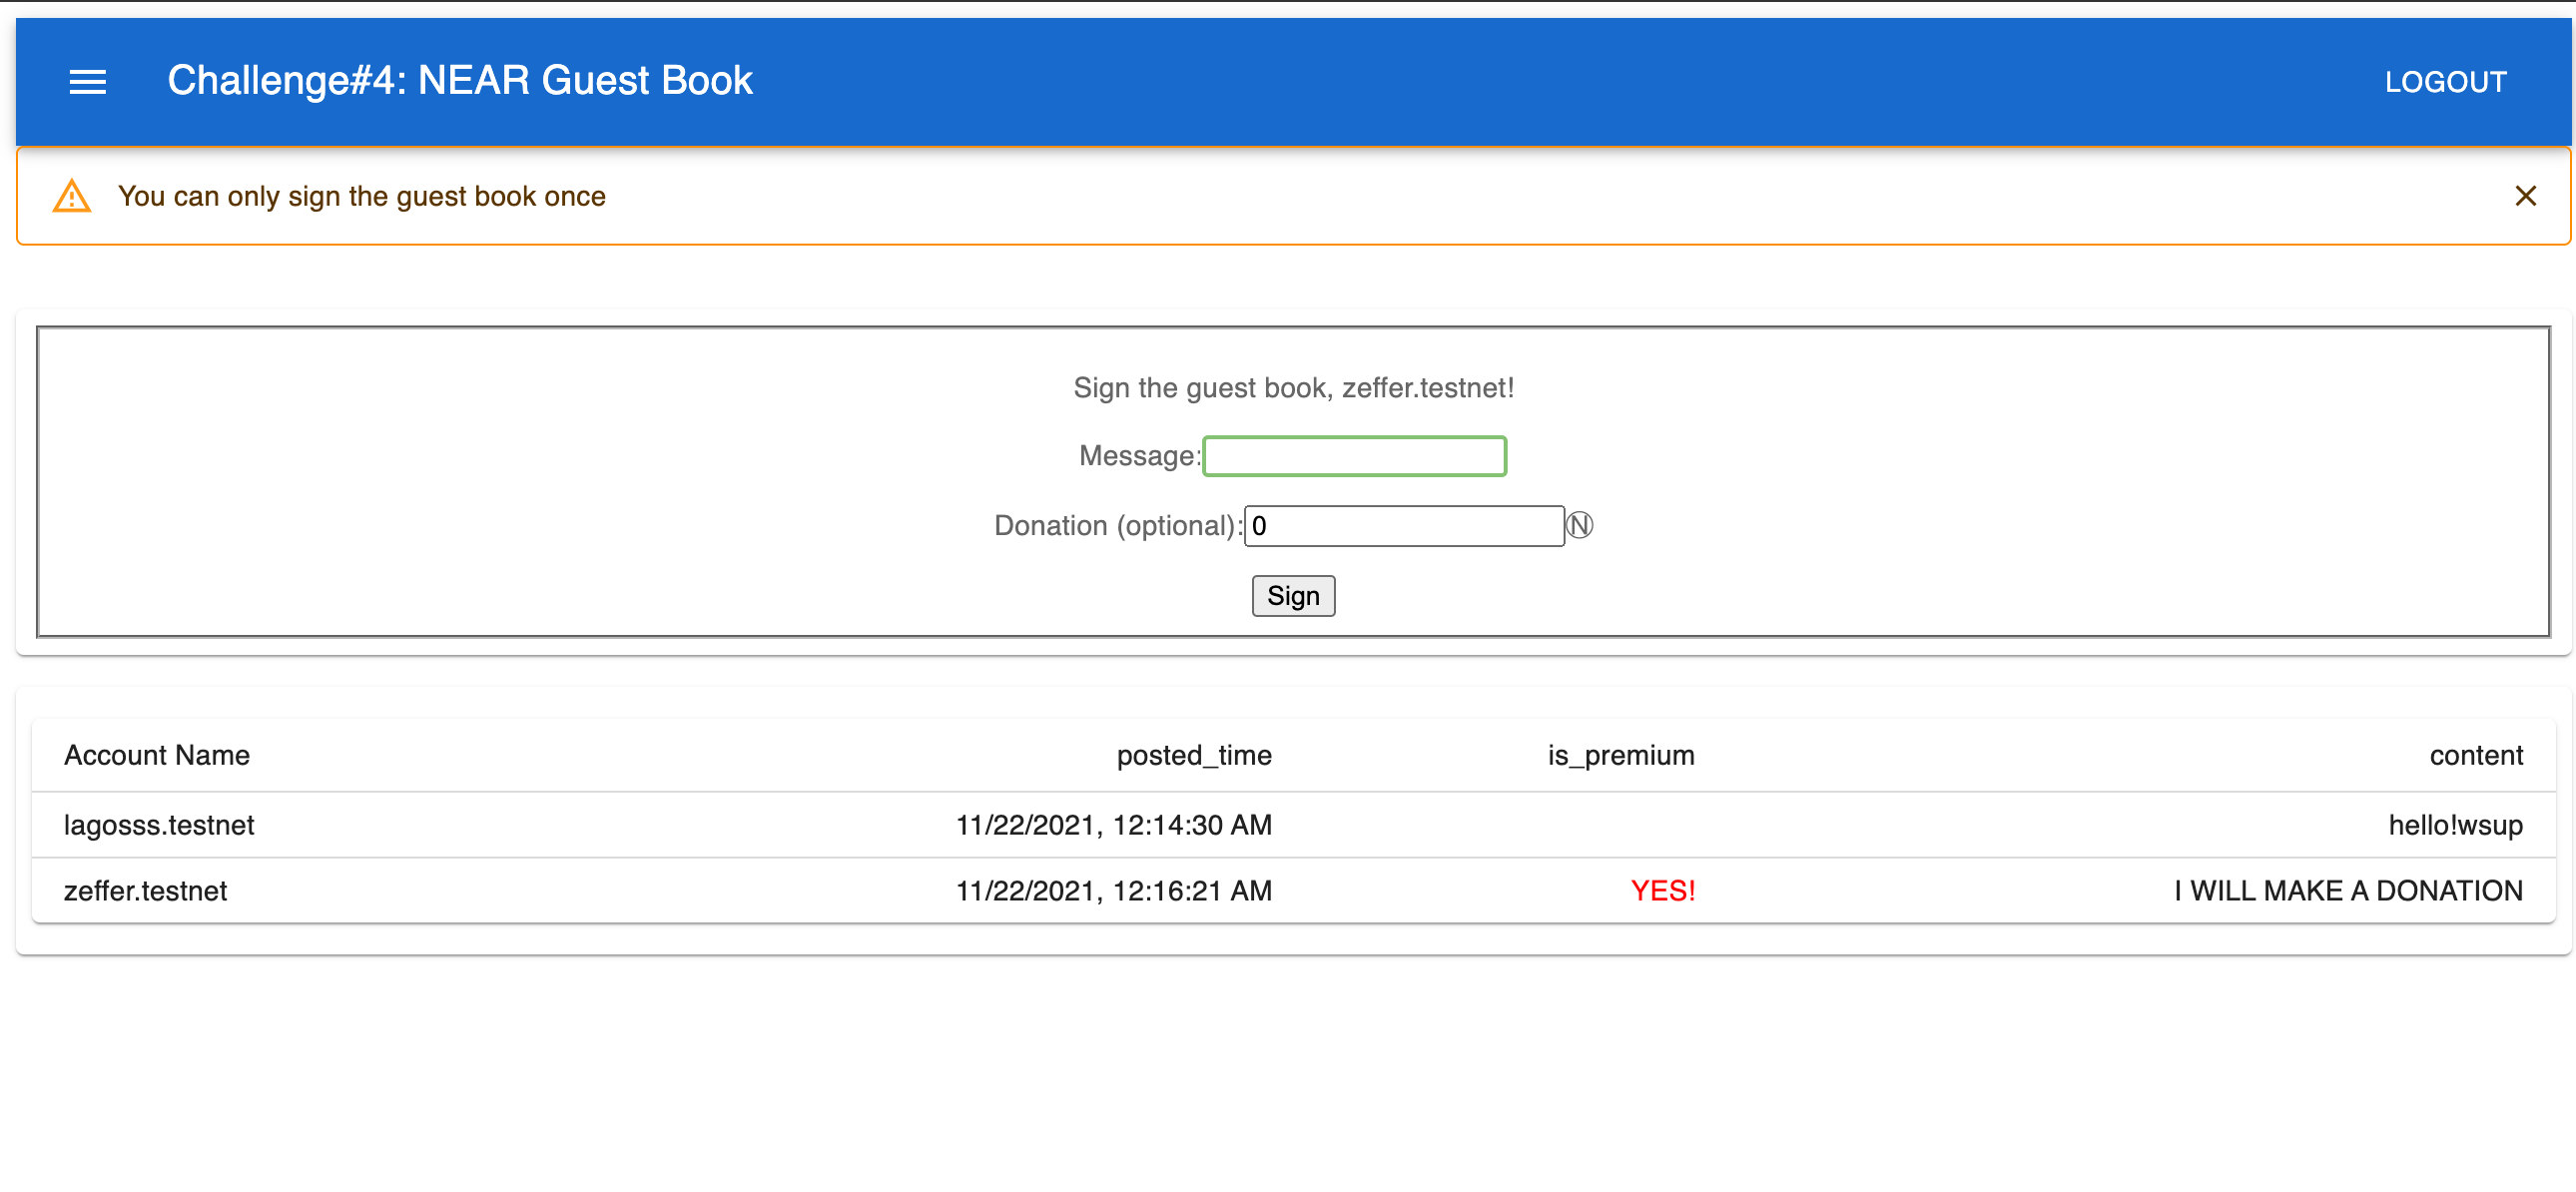 Challenge#4: NEAR Guest Book LOGOUT
You can only sign the guest book once
Sign the guest book, zeffer.testnet!
Message:
Donation (optional): 0 Ⓝ
Sign
Account Name posted_time is_premium content
lagosss.testnet 11/22/2021, 12:14:30 AM hello!wsup
zeffer.testnet 11/22/2021, 12:16:21 AM YES! I WILL MAKE A DONATION